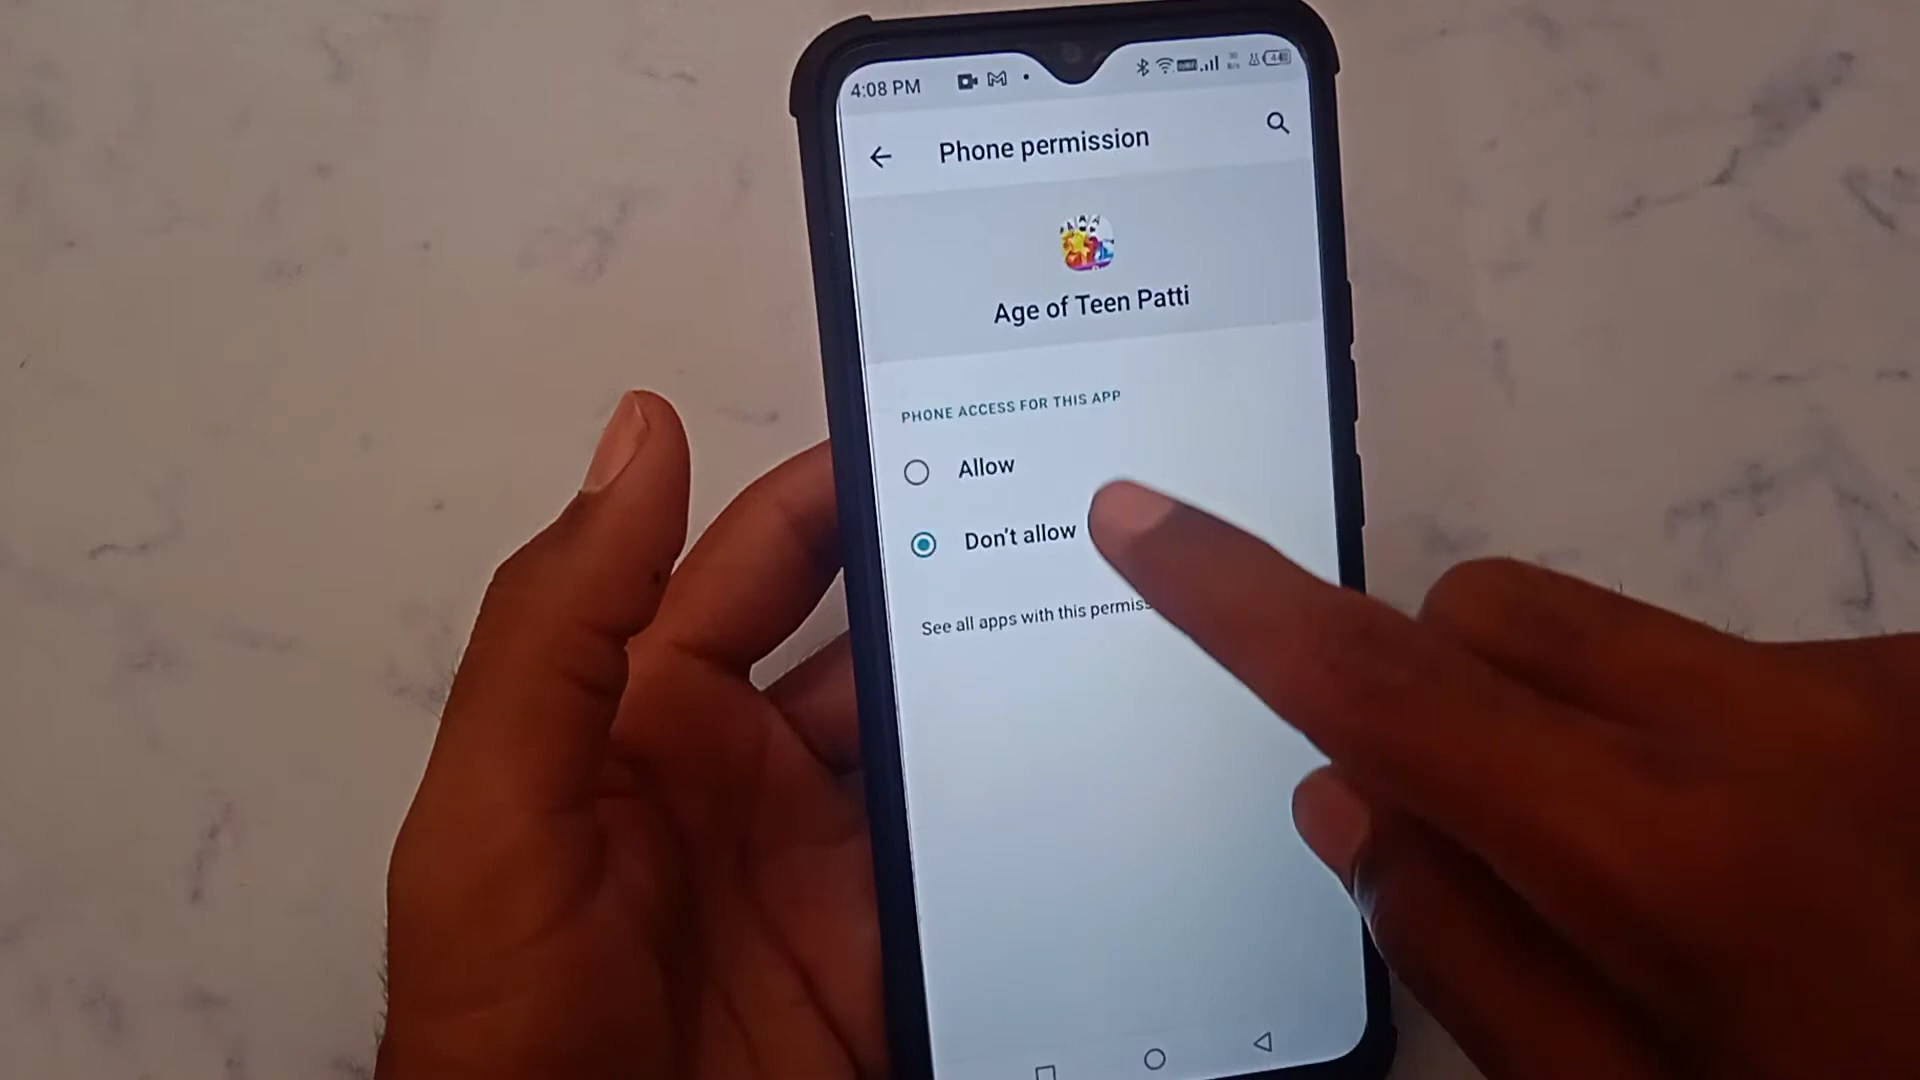 4:08 PM
Phone permission
Age of Teen Patti
PHONE ACCESS FOR THIS APP
Allow
Don't allow
See all apps with this